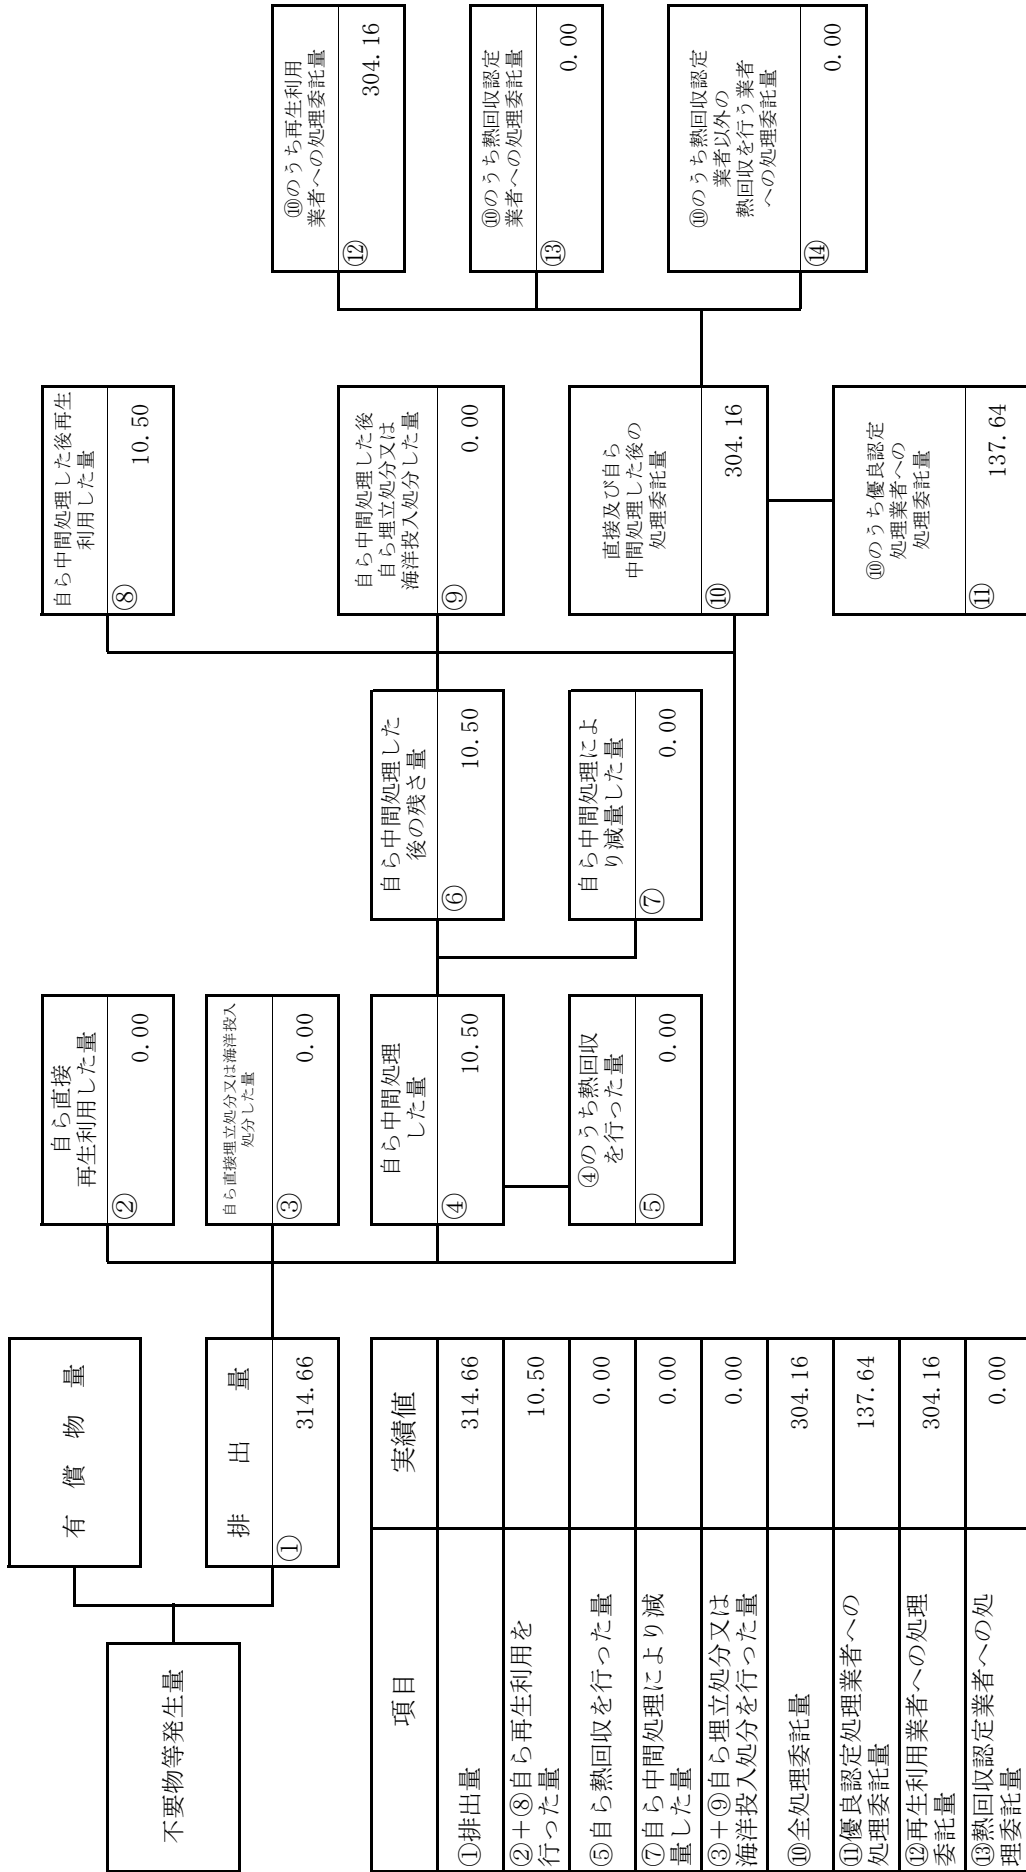 不要物等発生量
有償物量
排出量
①
314.66
自ら直接
再生利用した量
②
0.00
自ら直接埋立処分又は海洋投入
処分した量
③
0.00
自ら中間処理
した量
④
10.50
④のうち熱回収
を行った量
⑤
0.00
自ら中間処理した
後の残さ量
⑥
10.50
自ら中間処理によ
り減量した量
⑦
0.00
自ら中間処理した後再生
利用した量
⑧
10.50
自ら中間処理した後
自ら埋立処分又は
海洋投入処分した量
⑨
0.00
直接及び自ら
中間処理した後の
処理委託量
⑩
304.16
⑩のうち優良認定
処理業者への
処理委託量
⑪
137.64
⑩のうち再生利用
業者への処理委託量
⑫
304.16
⑩のうち熱回収認定
業者への処理委託量
⑬
0.00
⑩のうち熱回収認定
業者以外の
熱回収を行う業者
への処理委託量
⑭
0.00
項目
実績値
①排出量
314.66
②＋⑧自ら再生利用を
行った量
10.50
⑤自ら熱回収を行った量
0.00
⑦自ら中間処理により減
量した量
0.00
③＋⑨自ら埋立処分又は
海洋投入処分を行った量
0.00
⑩全処理委託量
304.16
⑪優良認定処理業者への
処理委託量
137.64
⑫再生利用業者への処理
委託量
304.16
⑬熱回収認定業者への処
理委託量
0.00